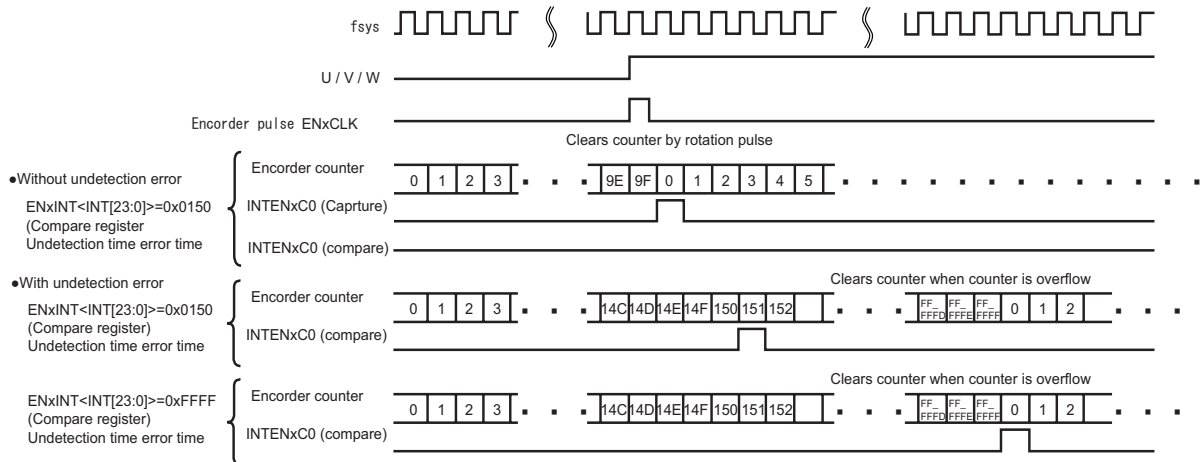 fsys
U / V / W
Encorder pulse ENxCLK
Clears counter by rotation pulse
●Without undetection error
ENxINT<INT[23:0]>=0x0150
(Compare register
Undetection time error time
Encorder counter
0 1 2 3 ▪ ▪ ▪ 9E 9F 0 1 2 3 4 5 ▪ ▪ ▪ ▪ ▪ ▪ ▪ ▪ ▪ ▪ ▪ ▪ ▪
INTENxC0 (Caprture)
INTENxC0 (compare)
●With undetection error
ENxINT<INT[23:0]>=0x0150
(Compare register)
Undetection time error time
Clears counter when counter is overflow
Encorder counter
0 1 2 3 ▪ ▪ ▪ 14C 14D 14E 14F 150 151 152 ▪ ▪ ▪ FF_FFFD FF_FFFE FF_FFFF 0 1 2 ▪ ▪ ▪
INTENxC0 (compare)
ENxINT<INT[23:0]>=0xFFFF
(Compare register)
Undetection time error time
Clears counter when counter is overflow
Encorder counter
0 1 2 3 ▪ ▪ ▪ 14C 14D 14E 14F 150 151 152 ▪ ▪ ▪ FF_FFFD FF_FFFE FF_FFFF 0 1 2 ▪ ▪ ▪
INTENxC0 (compare)